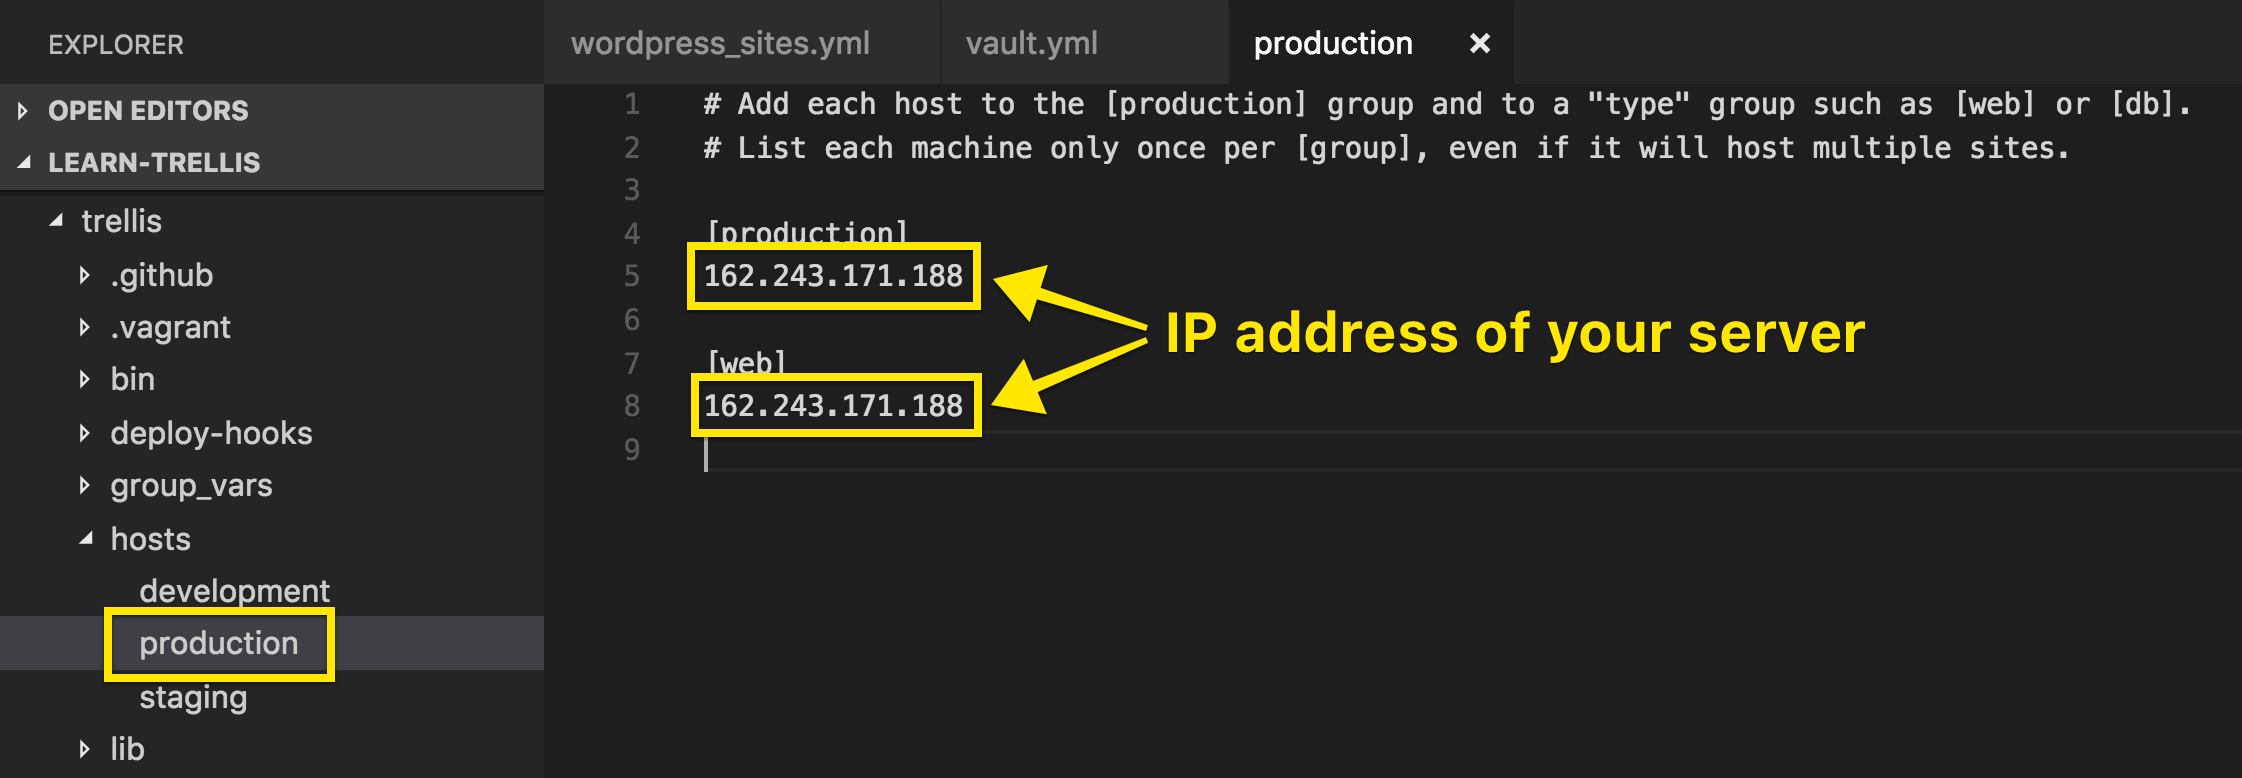 EXPLORER
OPEN EDITORS
LEARN-TRELLIS
trellis
.github
.vagrant
bin
deploy-hooks
group_vars
hosts
development
production
staging
lib
wordpress_sites.yml
vault.yml
production
1 # Add each host to the [production] group and to a "type" group such as [web] or [db].
2 # List each machine only once per [group], even if it will host multiple sites.
3
4 [production]
5 162.243.171.188
6
7 [web]
8 162.243.171.188
9
IP address of your server